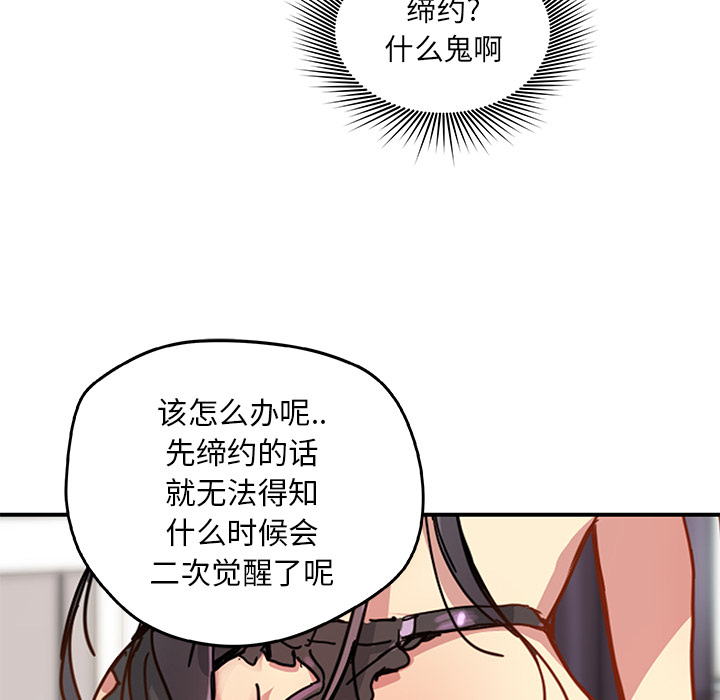 缔约?
什么鬼啊
该怎么办呢..
先缔约的话
就无法得知
什么时候会
二次觉醒了呢